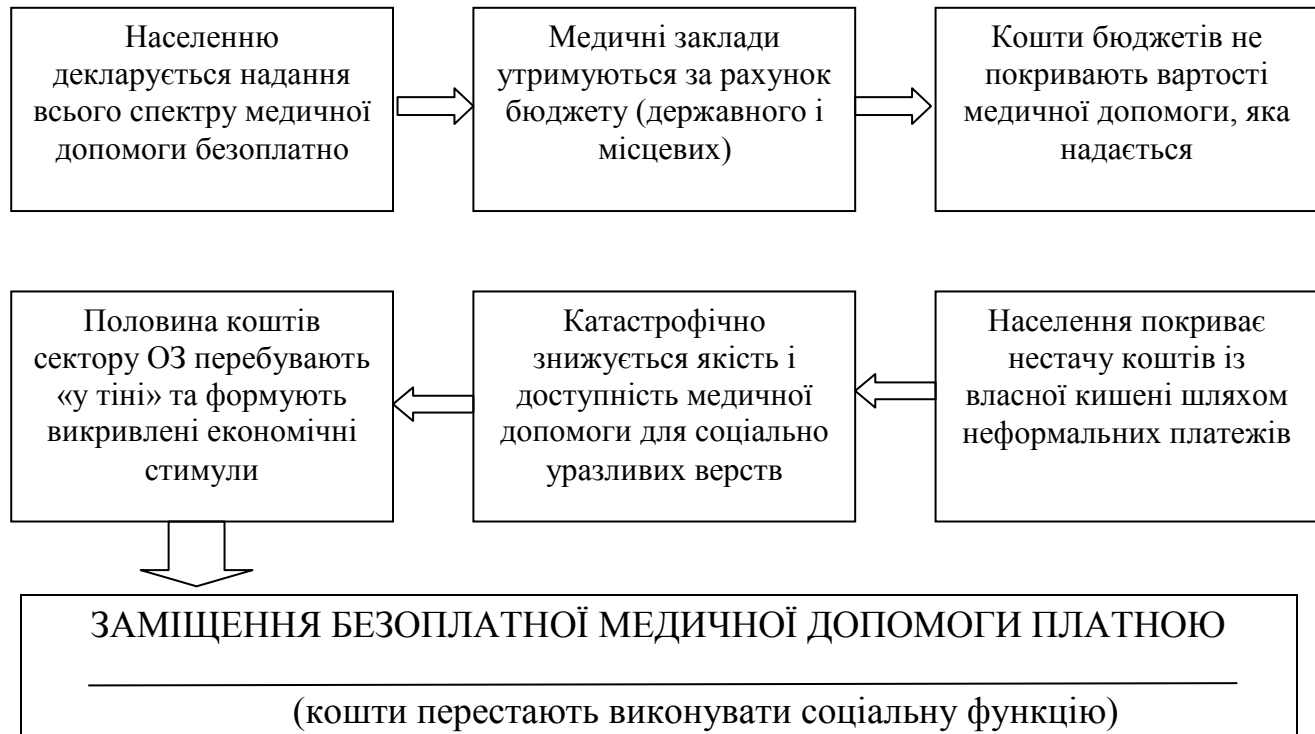 Населенню
декларується надання
всього спектру медичної
допомоги безоплатно
Медичні заклади
утримуються за рахунок
бюджету (державного і
місцевих)
Кошти бюджетів не
покривають вартості
медичної допомоги, яка
надається
Населення покриває
нестачу коштів із
власної кишені шляхом
неформальних платежів
Катастрофічно
знижується якість і
доступність медичної
допомоги для соціально
уразливих верств
Половина коштів
сектору ОЗ перебувають
«у тіні» та формують
викривлені економічні
стимули
ЗАМІЩЕННЯ БЕЗОПЛАТНОЇ МЕДИЧНОЇ ДОПОМОГИ ПЛАТНОЮ
(кошти перестають виконувати соціальну функцію)